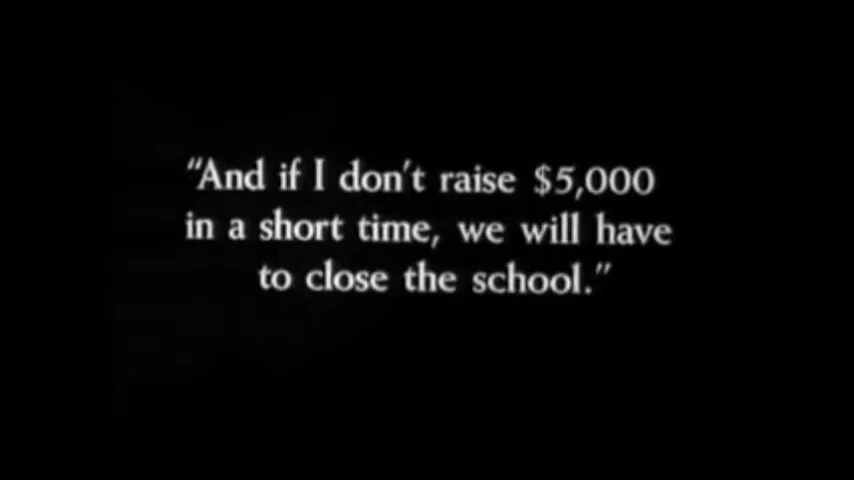 “And if I don’t raise $5,000
in a short time, we will have
to close the school.”